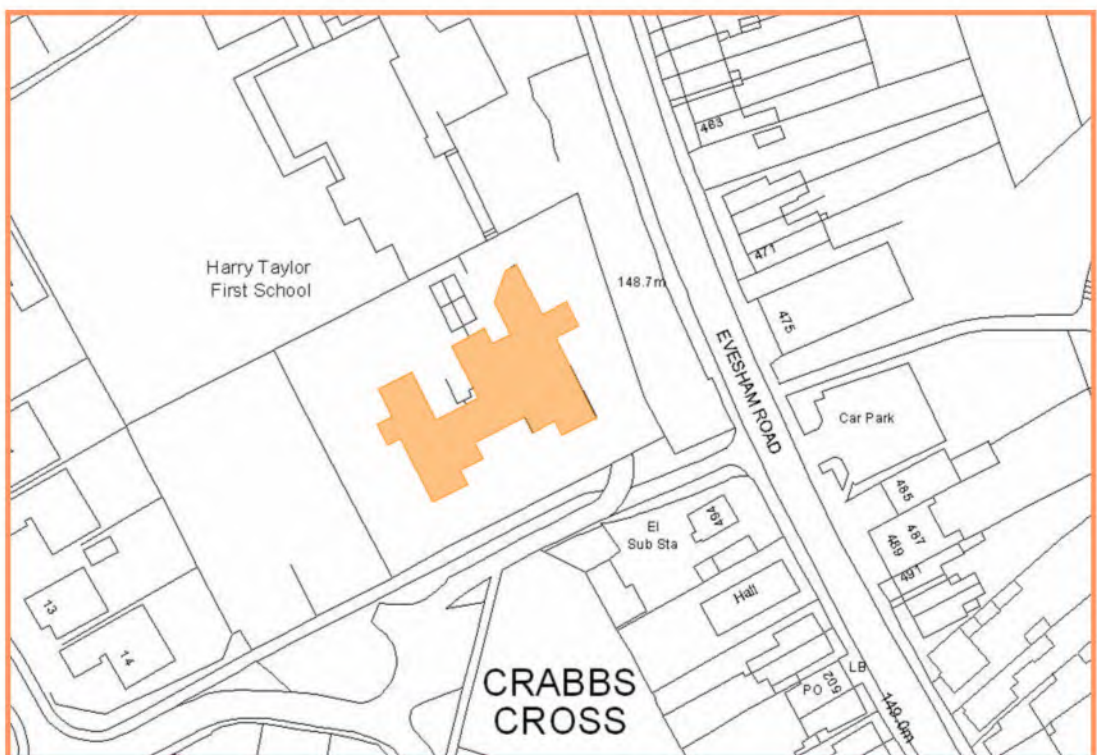 483
471
Harry Taylor
First School
148.7m
475
EVESHAM ROAD
Car Park
485
494
El
Sub Sta
487
489
491
Hall
13
14
CRABBS
CROSS
LB
PO
502
149.0m